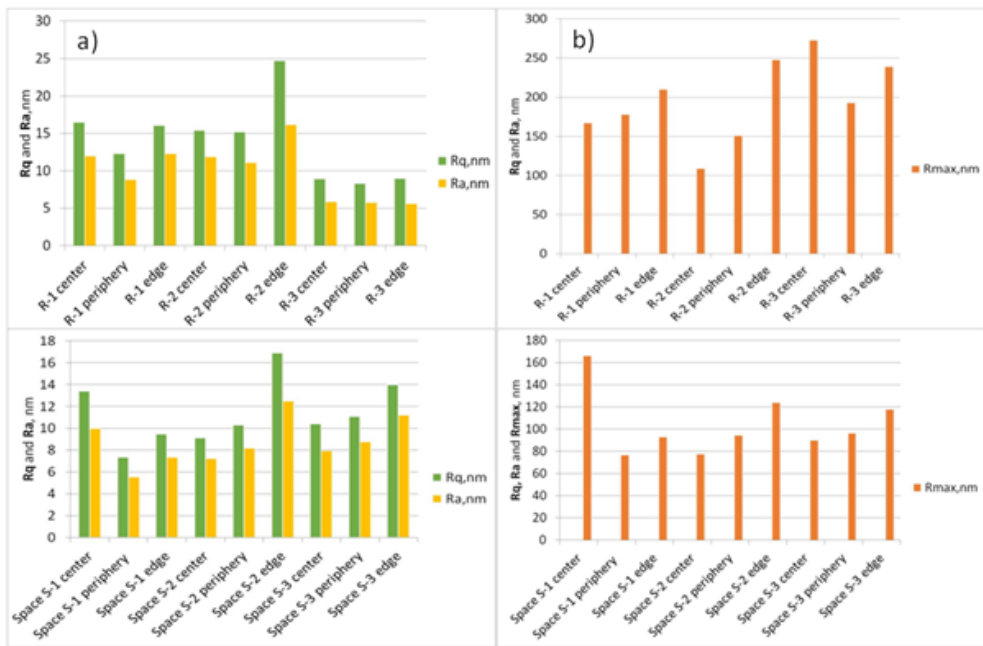 a)
30
25
20
15
10
5
0
Rq and Ra,nm
R-1 center
R-1 periphery
R-1 edge
R-2 center
R-2 periphery
R-2 edge
R-3 center
R-3 periphery
R-3 edge
Rq,nm
Ra,nm
b)
300
250
200
150
100
50
0
Rq and Ra, nm
R-1 center
R-1 periphery
R-1 edge
R-2 center
R-2 periphery
R-2 edge
R-3 center
R-3 periphery
R-3 edge
Rmax,nm
18
16
14
12
10
8
6
4
2
0
Rq and Ra, nm
Space S-1 center
Space S-1 periphery
Space S-1 edge
Space S-2 center
Space S-2 periphery
Space S-2 edge
Space S-3 center
Space S-3 periphery
Space S-3 edge
Rq,nm
Ra,nm
180
160
140
120
100
80
60
40
20
0
Rq, Ra and Rmax, nm
Space S-1 center
Space S-1 periphery
Space S-1 edge
Space S-2 center
Space S-2 periphery
Space S-2 edge
Space S-3 center
Space S-3 periphery
Space S-3 edge
Rmax,nm